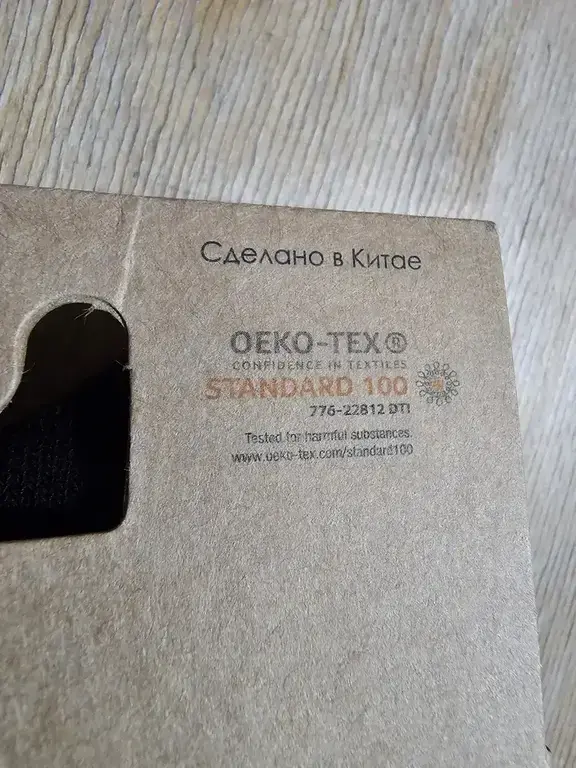 Сделано в Китае
OEKO-TEX®
CONFIDENCE IN TEXTILES
STANDARD 100
776-22812 DTI
Tested for harmful substances.
www.oeko-tex.com/standard100